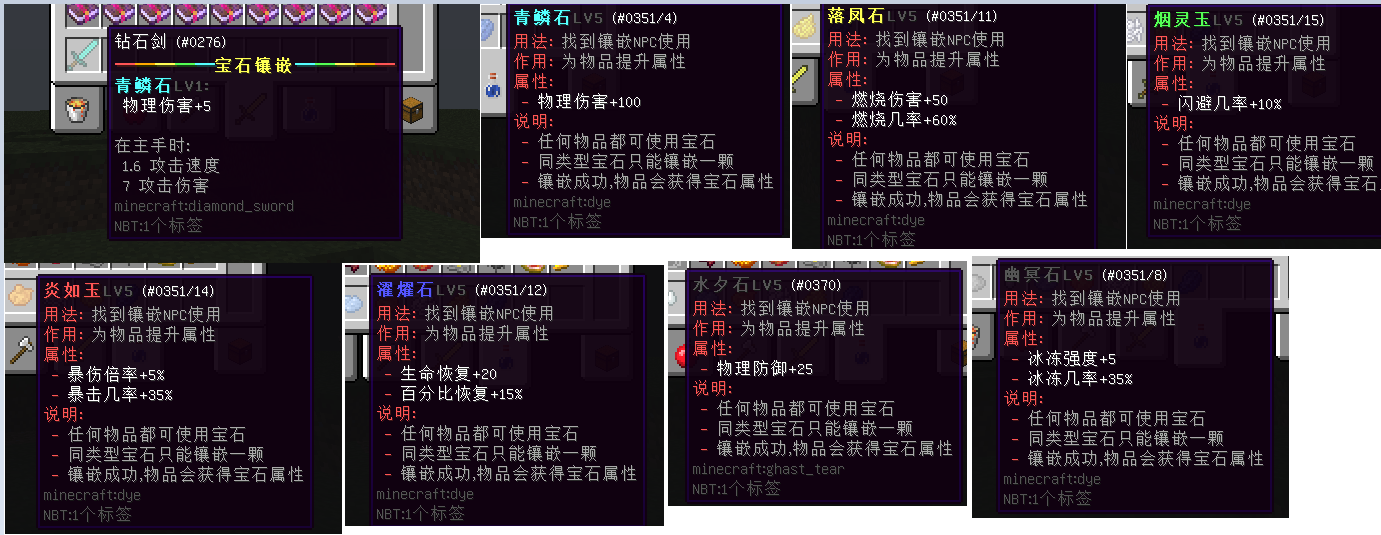 钻石剑 (#0276)
宝石镶嵌
青鳞石LV1:
物理伤害+5
在主手时:
1.6 攻击速度
7 攻击伤害
minecraft:diamond_sword
NBT:1个标签
青鳞石LV5 (#0351/4)
用法: 找到镶嵌NPC使用
作用: 为物品提升属性
属性:
- 物理伤害+100
说明:
- 任何物品都可使用宝石
- 同类型宝石只能镶嵌一颗
- 镶嵌成功,物品会获得宝石属性
minecraft:dye
NBT:1个标签
落凤石LV5 (#0351/11)
用法: 找到镶嵌NPC使用
作用: 为物品提升属性
属性:
- 燃烧伤害+50
- 燃烧几率+60%
说明:
- 任何物品都可使用宝石
- 同类型宝石只能镶嵌一颗
- 镶嵌成功,物品会获得宝石属性
minecraft:dye
NBT:1个标签
烟灵玉LV5 (#0351/15)
用法: 找到镶嵌NPC使用
作用: 为物品提升属性
属性:
- 闪避几率+10%
说明:
- 任何物品都可使用宝石
- 同类型宝石只能镶嵌一颗
- 镶嵌成功,物品会获得宝石
minecraft:dye
NBT:1个标签
炎如玉LV5 (#0351/14)
用法: 找到镶嵌NPC使用
作用: 为物品提升属性
属性:
- 暴伤倍率+5%
- 暴击几率+35%
说明:
- 任何物品都可使用宝石
- 同类型宝石只能镶嵌一颗
- 镶嵌成功,物品会获得宝石属性
minecraft:dye
NBT:1个标签
濯燿石LV5 (#0351/12)
用法: 找到镶嵌NPC使用
作用: 为物品提升属性
属性:
- 生命恢复+20
- 百分比恢复+15%
说明:
- 任何物品都可使用宝石
- 同类型宝石只能镶嵌一颗
- 镶嵌成功,物品会获得宝石属性
minecraft:dye
NBT:1个标签
水夕石LV5 (#0370)
用法: 找到镶嵌NPC使用
作用: 为物品提升属性
属性:
- 物理防御+25
说明:
- 任何物品都可使用宝石
- 同类型宝石只能镶嵌一颗
- 镶嵌成功,物品会获得宝石属性
minecraft:ghast_tear
NBT:1个标签
幽冥石LV5 (#0351/8)
用法: 找到镶嵌NPC使用
作用: 为物品提升属性
属性:
- 冰冻强度+5
- 冰冻几率+35%
说明:
- 任何物品都可使用宝石
- 同类型宝石只能镶嵌一颗
- 镶嵌成功,物品会获得宝石属性
minecraft:dye
NBT:1个标签